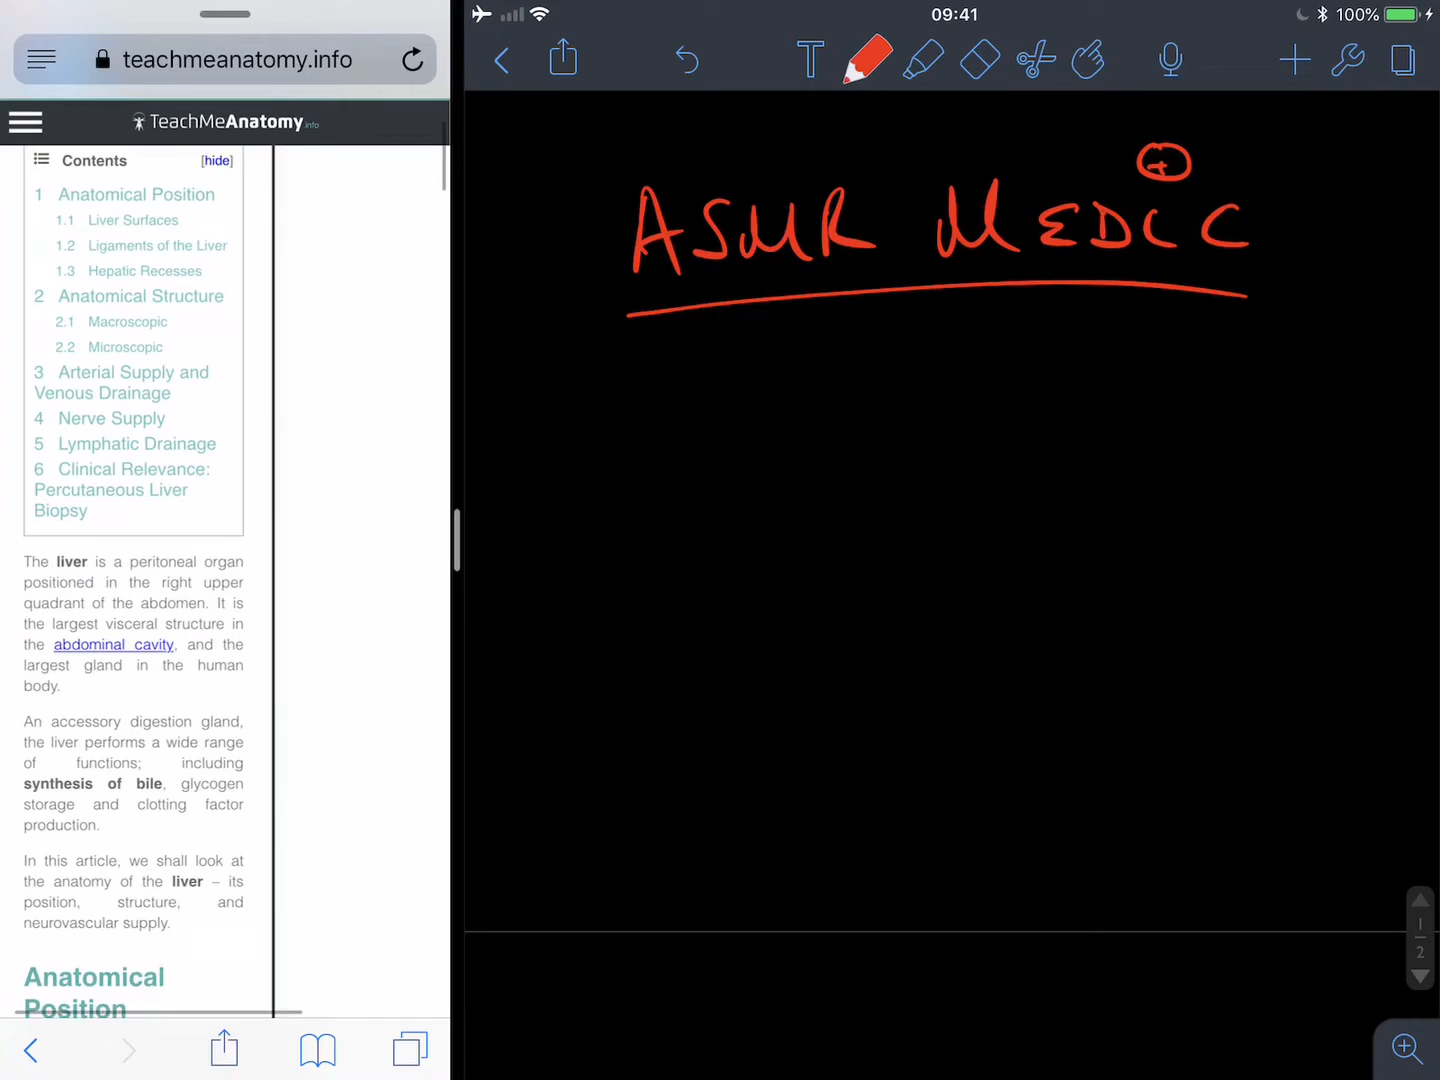 teachmeanatomy.info
TeachMeAnatomy.info
Contents [hide]
1 Anatomical Position
1.1 Liver Surfaces
1.2 Ligaments of the Liver
1.3 Hepatic Recesses
2 Anatomical Structure
2.1 Macroscopic
2.2 Microscopic
3 Arterial Supply and
Venous Drainage
4 Nerve Supply
5 Lymphatic Drainage
6 Clinical Relevance:
Percutaneous Liver
Biopsy
The liver is a peritoneal organ
positioned in the right upper
quadrant of the abdomen. It is
the largest visceral structure in
the abdominal cavity, and the
largest gland in the human
body.
An accessory digestion gland,
the liver performs a wide range
of functions; including
synthesis of bile, glycogen
storage and clotting factor
production.
In this article, we shall look at
the anatomy of the liver – its
position, structure, and
neurovascular supply.
Anatomical
Position
09:41
100%
T
ASMR MEDIC
1
2